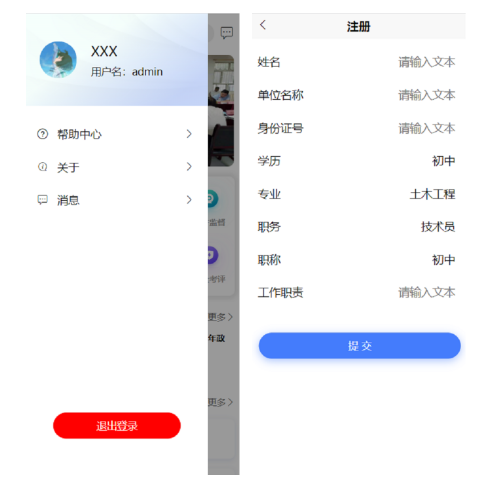 XXX
用户名：admin
帮助中心
关于
消息
退出登录
监督
考评
更多
年政
更多
注册
姓名 请输入文本
单位名称 请输入文本
身份证号 请输入文本
学历 初中
专业 土木工程
职务 技术员
职称 初中
工作职责 请输入文本
提交